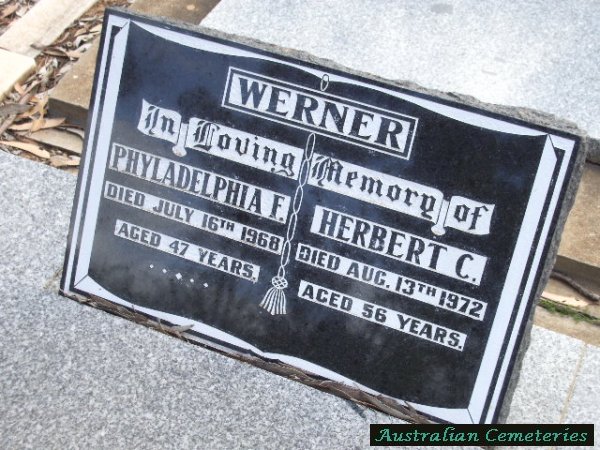 WERNER
In Loving Memory of
PHYLADELPHIA F.
DIED JULY 16TH 1968
AGED 47 YEARS.
HERBERT C.
DIED AUG. 13TH 1972
AGED 56 YEARS.
Australian Cemeteries